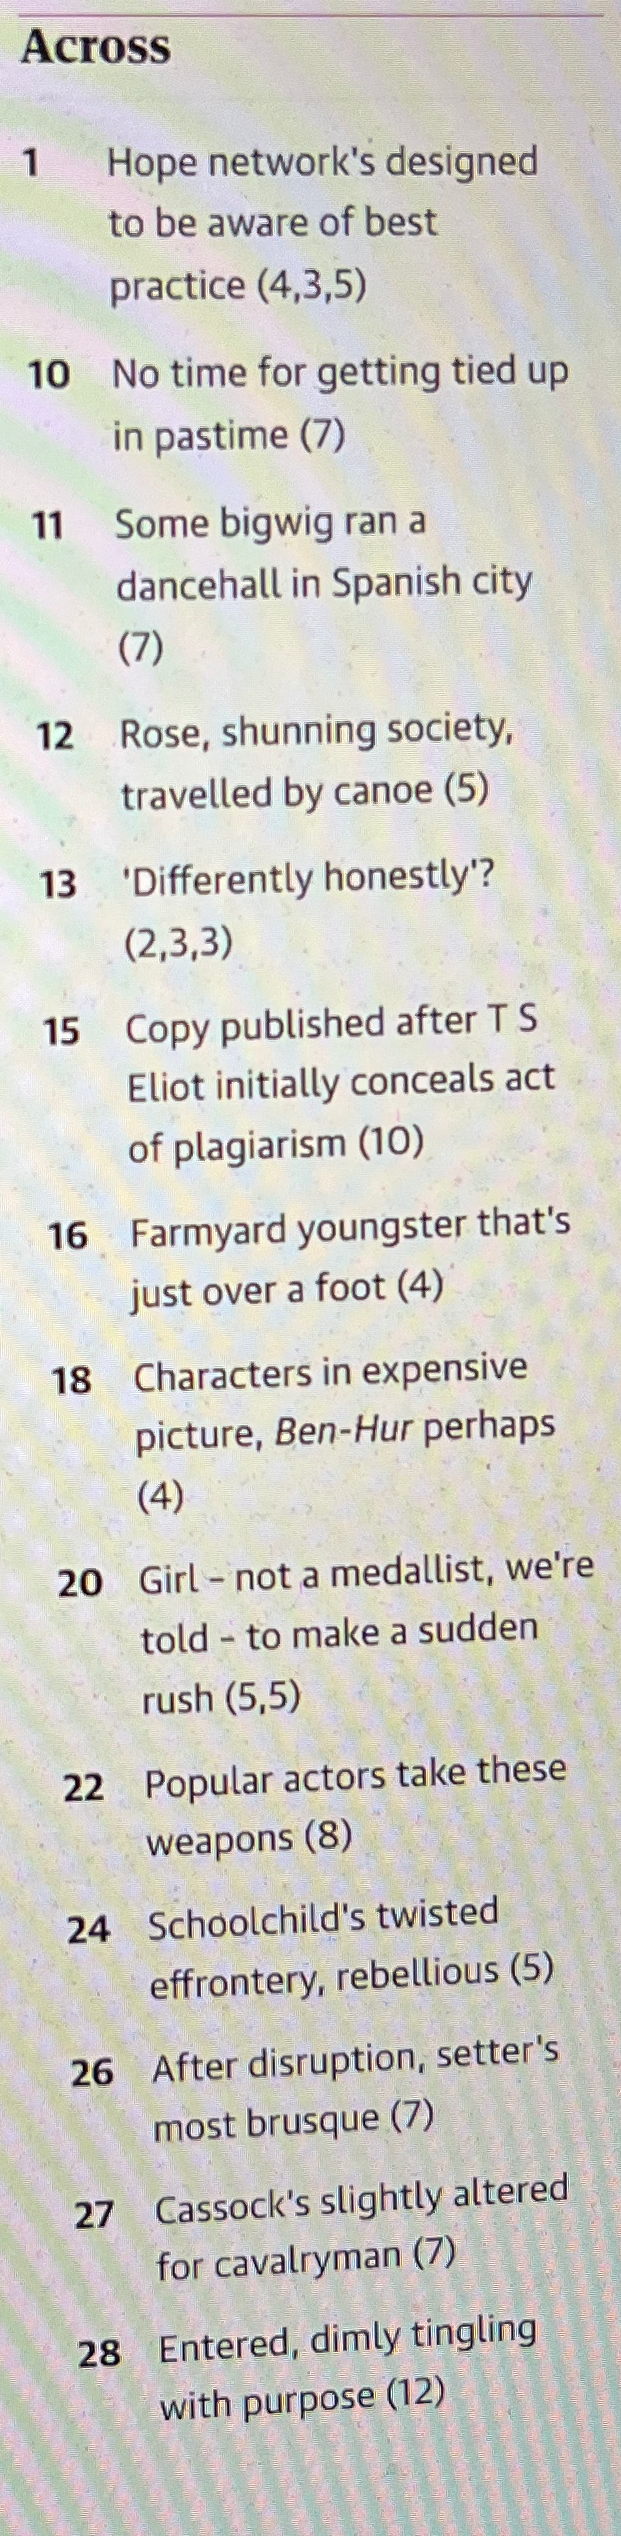 Across
1 Hope network's designed
to be aware of best
practice (4,3,5)
10 No time for getting tied up
in pastime (7)
11 Some bigwig ran a
dancehall in Spanish city
(7)
12 Rose, shunning society,
travelled by canoe (5)
13 'Differently honestly'?
(2,3,3)
15 Copy published after T S
Eliot initially conceals act
of plagiarism (10)
16 Farmyard youngster that's
just over a foot (4)
18 Characters in expensive
picture, Ben-Hur perhaps
(4)
20 Girl – not a medallist, we're
told – to make a sudden
rush (5,5)
22 Popular actors take these
weapons (8)
24 Schoolchild's twisted
effrontery, rebellious (5)
26 After disruption, setter's
most brusque (7)
27 Cassock's slightly altered
for cavalryman (7)
28 Entered, dimly tingling
with purpose (12)